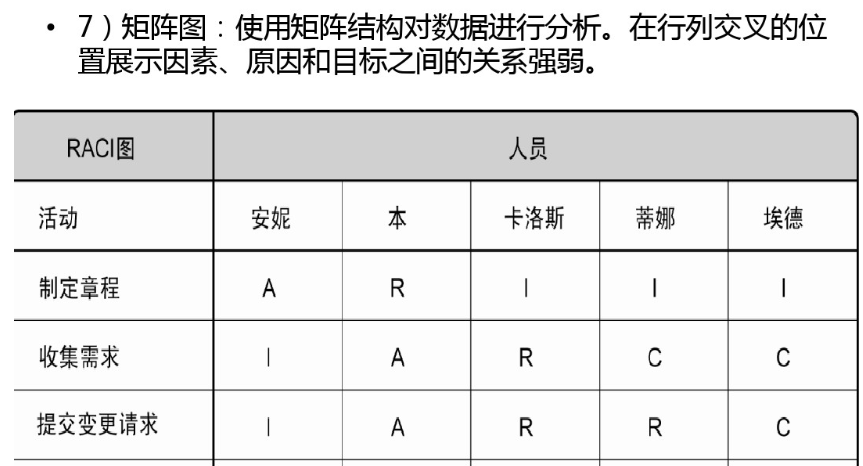 • 7）矩阵图：使用矩阵结构对数据进行分析。在行列交叉的位
置展示因素、原因和目标之间的关系强弱。
RACI图 人员
活动 安妮 本 卡洛斯 蒂娜 埃德
制定章程 A R I I I
收集需求 I A R C C
提交变更请求 I A R R C